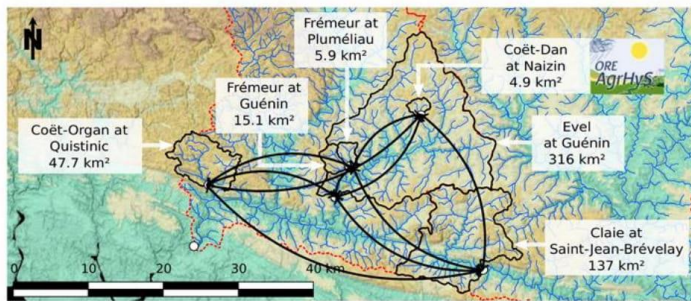 N
Frémeur at
Pluméliau
5.9 km²
Coët-Dan
at Naizin
4.9 km²
ORE
AgrHyS
Frémeur at
Guénin
15.1 km²
Coët-Organ at
Quistinic
47.7 km²
Evel
at Guénin
316 km²
Claie at
Saint-Jean-Brévelay
137 km²
0 10 20 30 40 km